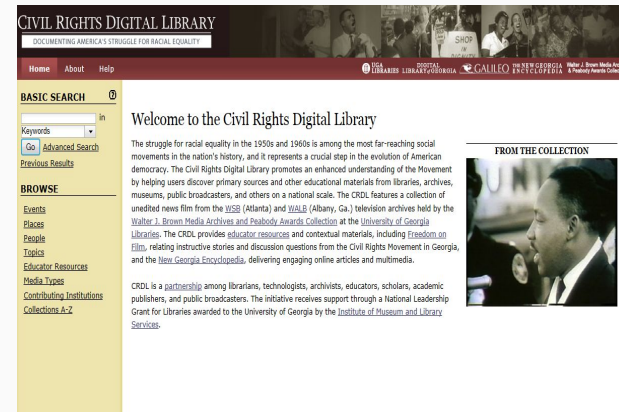 CIVIL RIGHTS DIGITAL LIBRARY
DOCUMENTING AMERICA'S STRUGGLE FOR RACIAL EQUALITY
SHOP
IN
Home About Help
UGA LIBRARIES DIGITAL LIBRARY of GEORGIA GALILEO THE NEW GEORGIA ENCYCLOPEDIA Walter J. Brown Media Arc & Peabody Awards Collec
BASIC SEARCH ?
in
Keywords
Go Advanced Search
Previous Results
BROWSE
Events
Places
People
Topics
Educator Resources
Media Types
Contributing Institutions
Collections A-Z
Welcome to the Civil Rights Digital Library
The struggle for racial equality in the 1950s and 1960s is among the most far-reaching social
movements in the nation's history, and it represents a crucial step in the evolution of American
democracy. The Civil Rights Digital Library promotes an enhanced understanding of the Movement
by helping users discover primary sources and other educational materials from libraries, archives,
museums, public broadcasters, and others on a national scale. The CRDL features a collection of
unedited news film from the WSB (Atlanta) and WALB (Albany, Ga.) television archives held by the
Walter J. Brown Media Archives and Peabody Awards Collection at the University of Georgia
Libraries. The CRDL provides educator resources and contextual materials, including Freedom on
Film, relating instructive stories and discussion questions from the Civil Rights Movement in Georgia,
and the New Georgia Encyclopedia, delivering engaging online articles and multimedia.
CRDL is a partnership among librarians, technologists, archivists, educators, scholars, academic
publishers, and public broadcasters. The initiative receives support through a National Leadership
Grant for Libraries awarded to the University of Georgia by the Institute of Museum and Library
Services.
FROM THE COLLECTION